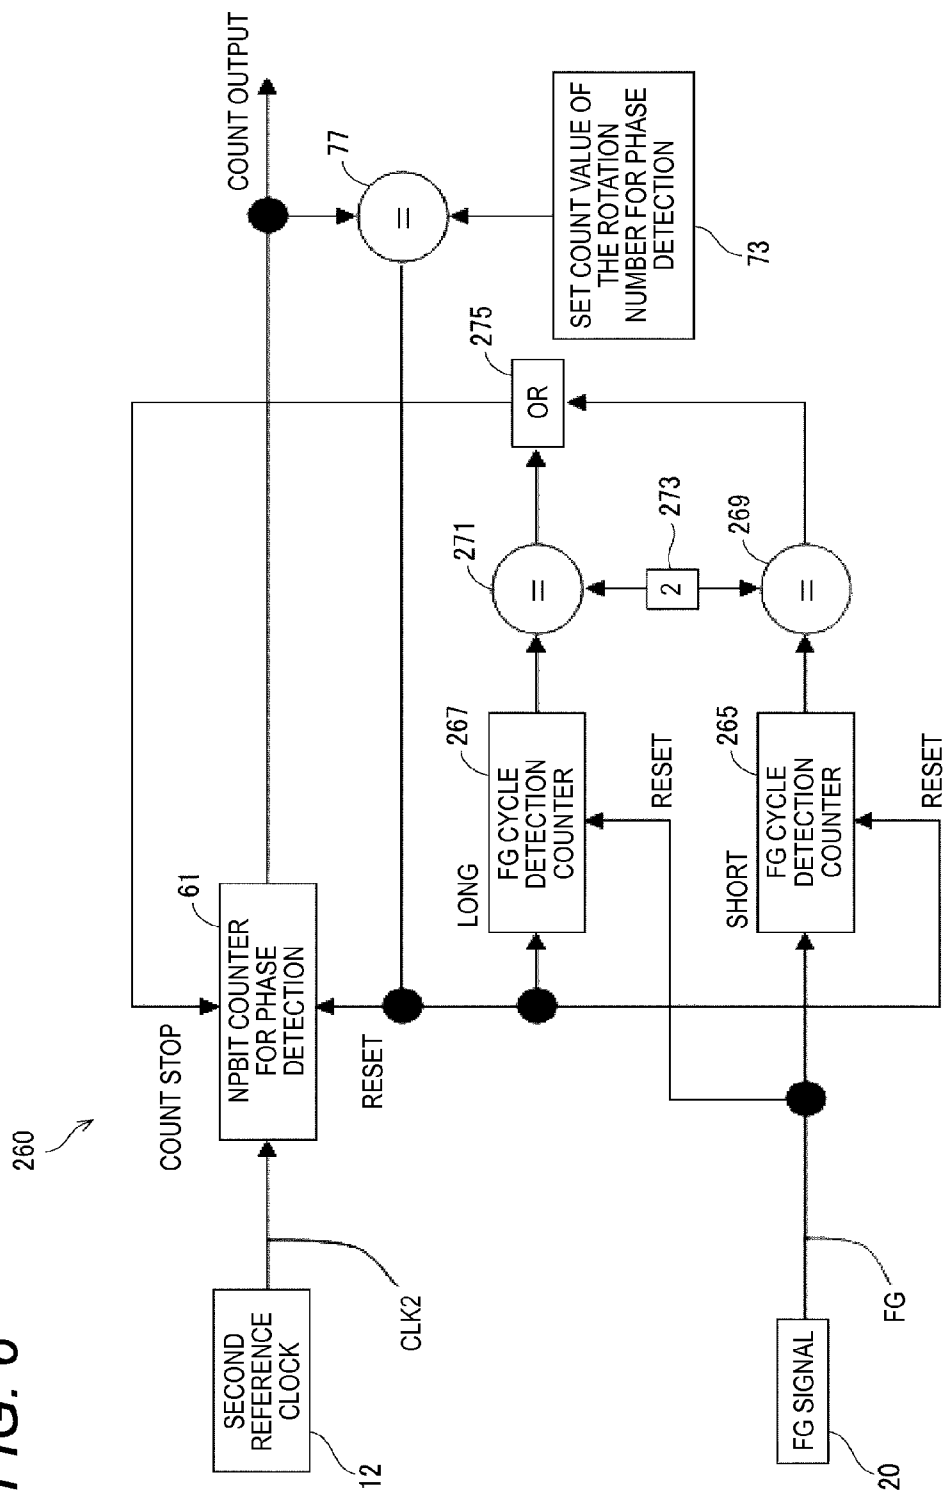 FIG.
260
COUNT STOP
COUNT OUTPUT
SECOND
REFERENCE
CLOCK
12
CLK2
NPBIT COUNTER
FOR PHASE
DETECTION
61
RESET
77
=
SET COUNT VALUE OF
THE ROTATION
NUMBER FOR PHASE
DETECTION
73
LONG
FG CYCLE
DETECTION
COUNTER
267
RESET
271
=
OR
275
2
273
SHORT
FG CYCLE
DETECTION
COUNTER
265
RESET
269
=
FG SIGNAL
20
FG